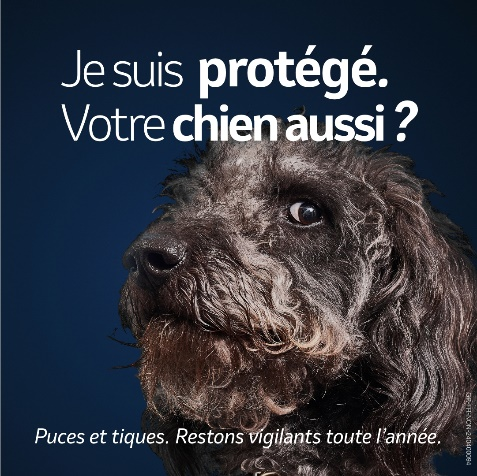 Je suis protégé.
Votre chien aussi ?
Puces et tiques. Restons vigilants toute l'année.